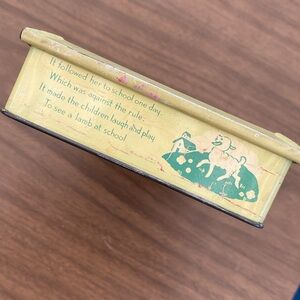 It followed her to school one day
Which was against the rule.
It made the children laugh and play
To see a lamb at school